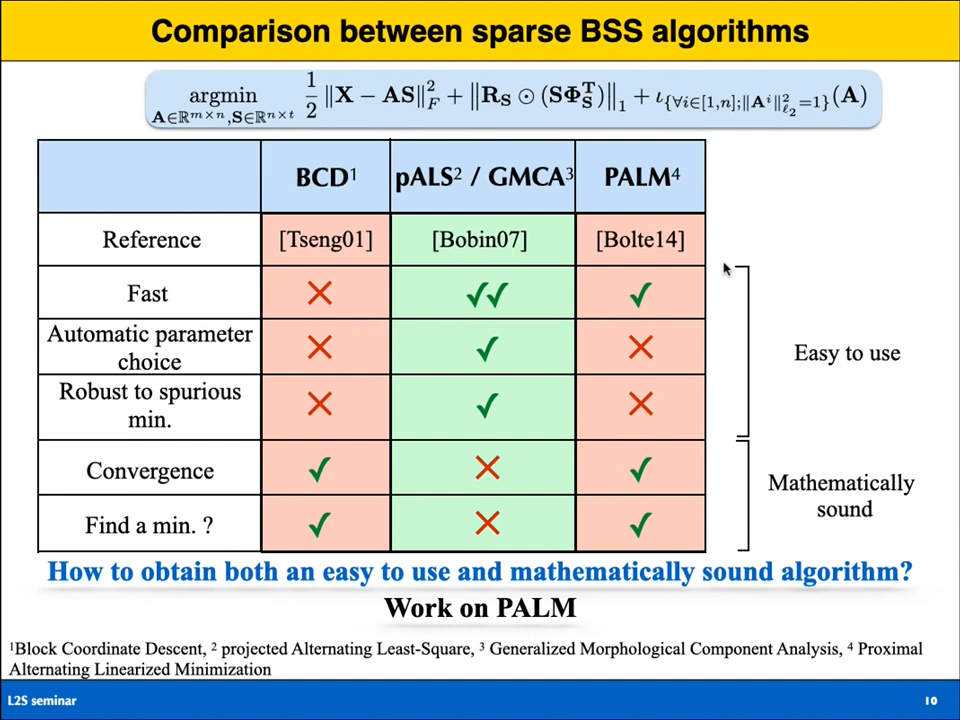 Comparison between sparse BSS algorithms
argmin 1/2 ‖X − AS‖²_F + ‖R_S ⊙ (SΦ_S^T)‖_1 + ι_{∀i∈[1,n];‖A^i‖²_ℓ2=1}(A)
A∈ℝ^{m×n},S∈ℝ^{n×t}
BCD¹ pALS² / GMCA³ PALM⁴
Reference [Tseng01] [Bobin07] [Bolte14]
Fast ✕ ✓✓ ✓
Automatic parameter
choice ✕ ✓ ✕
Easy to use
Robust to spurious
min. ✕ ✓ ✕
Convergence ✓ ✕ ✓
Mathematically
sound
Find a min. ? ✓ ✕ ✓
How to obtain both an easy to use and mathematically sound algorithm?
Work on PALM
¹Block Coordinate Descent, ² projected Alternating Least-Square, ³ Generalized Morphological Component Analysis, ⁴ Proximal
Alternating Linearized Minimization
L2S seminar 10